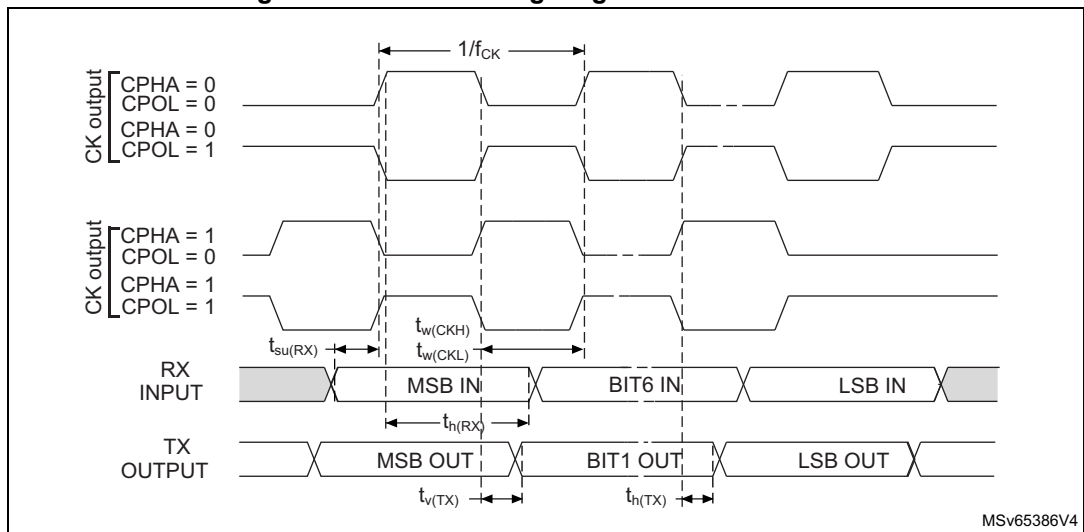 1/fCK
CK output
CPHA = 0
CPOL = 0
CPHA = 0
CPOL = 1
CK output
CPHA = 1
CPOL = 0
CPHA = 1
CPOL = 1
tw(CKH)
tw(CKL)
tsu(RX)
RX
INPUT
MSB IN
BIT6 IN
LSB IN
th(RX)
TX
OUTPUT
MSB OUT
BIT1 OUT
LSB OUT
tv(TX)
th(TX)
MSv65386V4